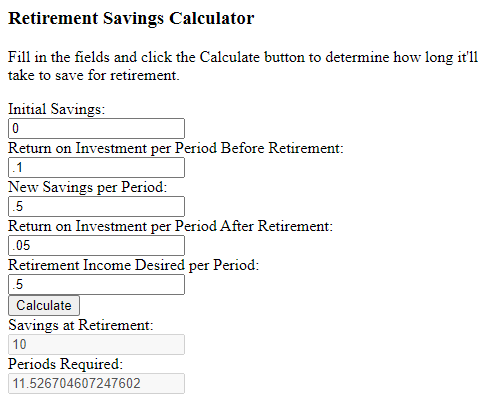 Retirement Savings Calculator
Fill in the fields and click the Calculate button to determine how long it'll
take to save for retirement.
Initial Savings:
0
Return on Investment per Period Before Retirement:
.1
New Savings per Period:
.5
Return on Investment per Period After Retirement:
.05
Retirement Income Desired per Period:
.5
Calculate
Savings at Retirement:
10
Periods Required:
11.526704607247602